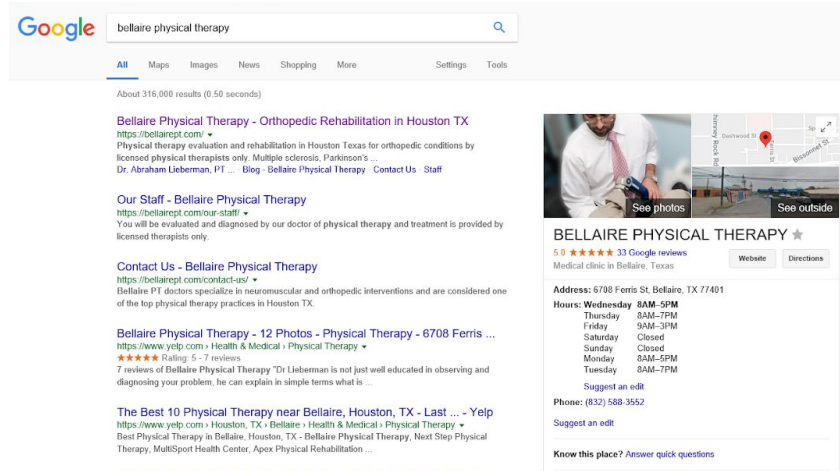 Google
bellaire physical therapy
All Maps Images News Shopping More Settings Tools
About 316,000 results (0.50 seconds)
Bellaire Physical Therapy - Orthopedic Rehabilitation in Houston TX
https://bellairept.com/
Physical therapy evaluation and rehabilitation in Houston Texas for orthopedic conditions by
licensed physical therapists only. Multiple sclerosis, Parkinson's ...
Dr. Abraham Lieberman, PT ... · Blog · Bellaire Physical Therapy · Contact Us · Staff
Our Staff - Bellaire Physical Therapy
https://bellairept.com/our-staff/
You will be evaluated and diagnosed by our doctor of physical therapy and treatment is provided by
licensed therapists only.
Contact Us - Bellaire Physical Therapy
https://bellairept.com/contact-us/
Bellaire PT doctors specialize in neuromuscular and orthopedic interventions and are considered one
of the top physical therapy practices in Houston TX.
Bellaire Physical Therapy - 12 Photos - Physical Therapy - 6708 Ferris ...
https://www.yelp.com › Health & Medical › Physical Therapy
Rating: 5 - 7 reviews
7 reviews of Bellaire Physical Therapy "Dr Lieberman is not just well educated in observing and
diagnosing your problem, he can explain in simple terms what is ...
The Best 10 Physical Therapy near Bellaire, Houston, TX - Last ... - Yelp
https://www.yelp.com › Houston, TX › Bellaire › Health & Medical › Physical Therapy
Best Physical Therapy in Bellaire, Houston, TX - Bellaire Physical Therapy, Next Step Physical
Therapy, MultiSport Health Center, Apex Physical Rehabilitation ...
Dashwood St
Rock Rd
Ferris St
Bissonnet St
See photos
See outside
BELLAIRE PHYSICAL THERAPY
5.0 33 Google reviews
Medical clinic in Bellaire, Texas
Website Directions
Address: 6708 Ferris St, Bellaire, TX 77401
Hours: Wednesday 8AM–5PM
Thursday 8AM–7PM
Friday 9AM–3PM
Saturday Closed
Sunday Closed
Monday 8AM–5PM
Tuesday 8AM–7PM
Suggest an edit
Phone: (832) 588-3552
Suggest an edit
Know this place? Answer quick questions